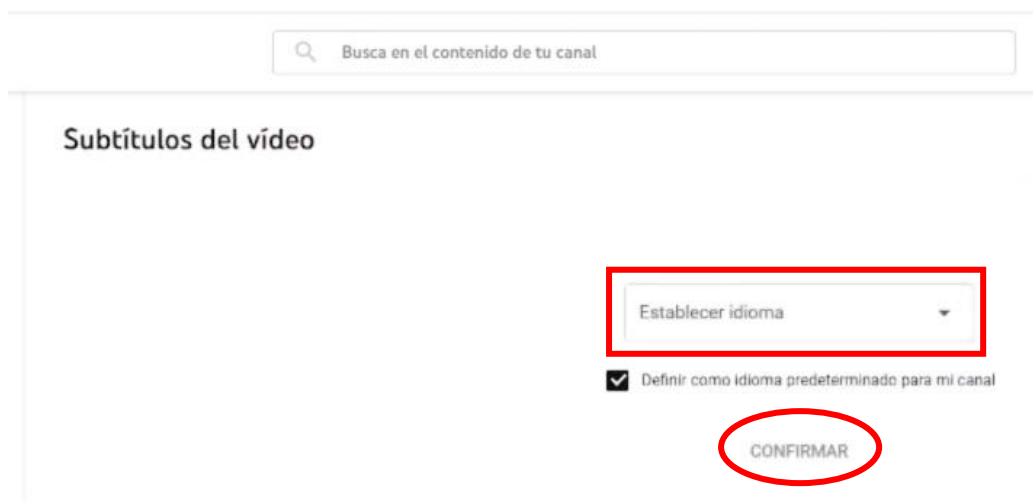 Busca en el contenido de tu canal
Subtítulos del vídeo
Establecer idioma
Definir como idioma predeterminado para mi canal
CONFIRMAR